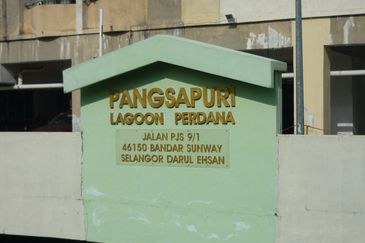 PANGSAPURI
LAGOON PERDANA
JALAN PJS 9/1
46150 BANDAR SUNWAY
SELANGOR DARUL EHSAN